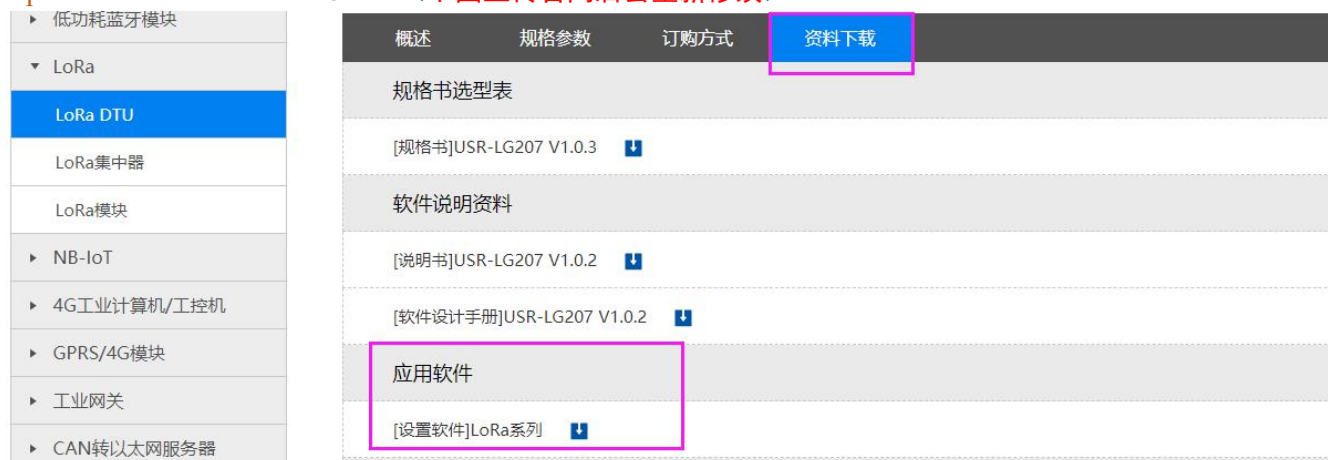 低功耗蓝牙模块
LoRa
LoRa DTU
LoRa集中器
LoRa模块
NB-IoT
4G工业计算机/工控机
GPRS/4G模块
工业网关
CAN转以太网服务器
概述 规格参数 订购方式 资料下载
规格书选型表
[规格书]USR-LG207 V1.0.3
软件说明资料
[说明书]USR-LG207 V1.0.2
[软件设计手册]USR-LG207 V1.0.2
应用软件
[设置软件]LoRa系列